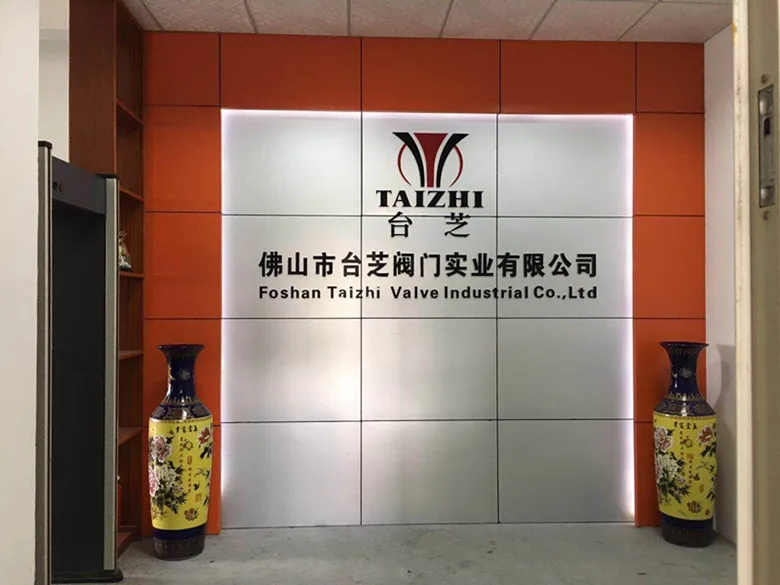 TAIZHI
台芝
佛山市台芝阀门实业有限公司
Foshan Taizhi Valve Industrial Co.,Ltd